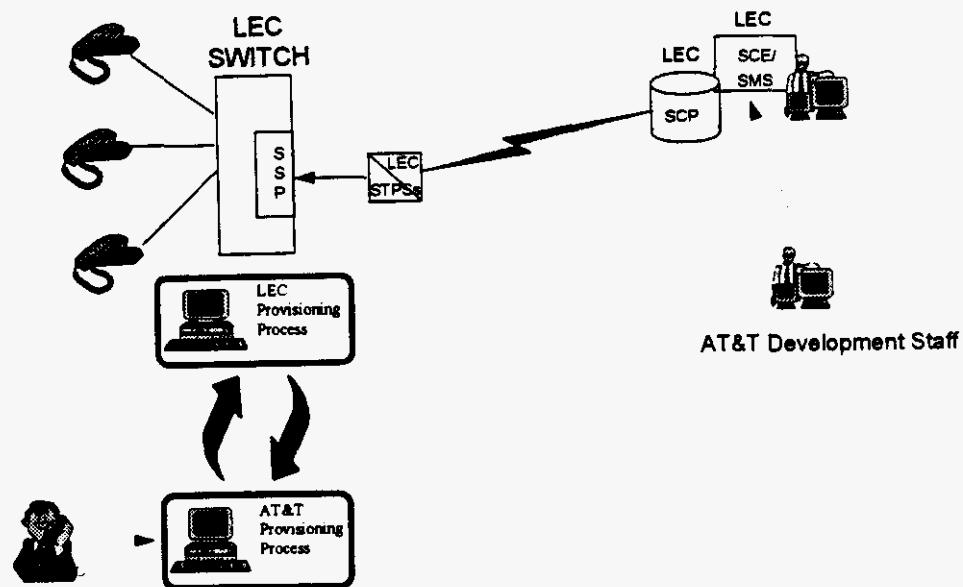 LEC
SWITCH
S
S
P
LEC
STPSs
LEC
SCP
LEC
SCE/
SMS
AT&T Development Staff
LEC
Provisioning
Process
AT&T
Provisioning
Process